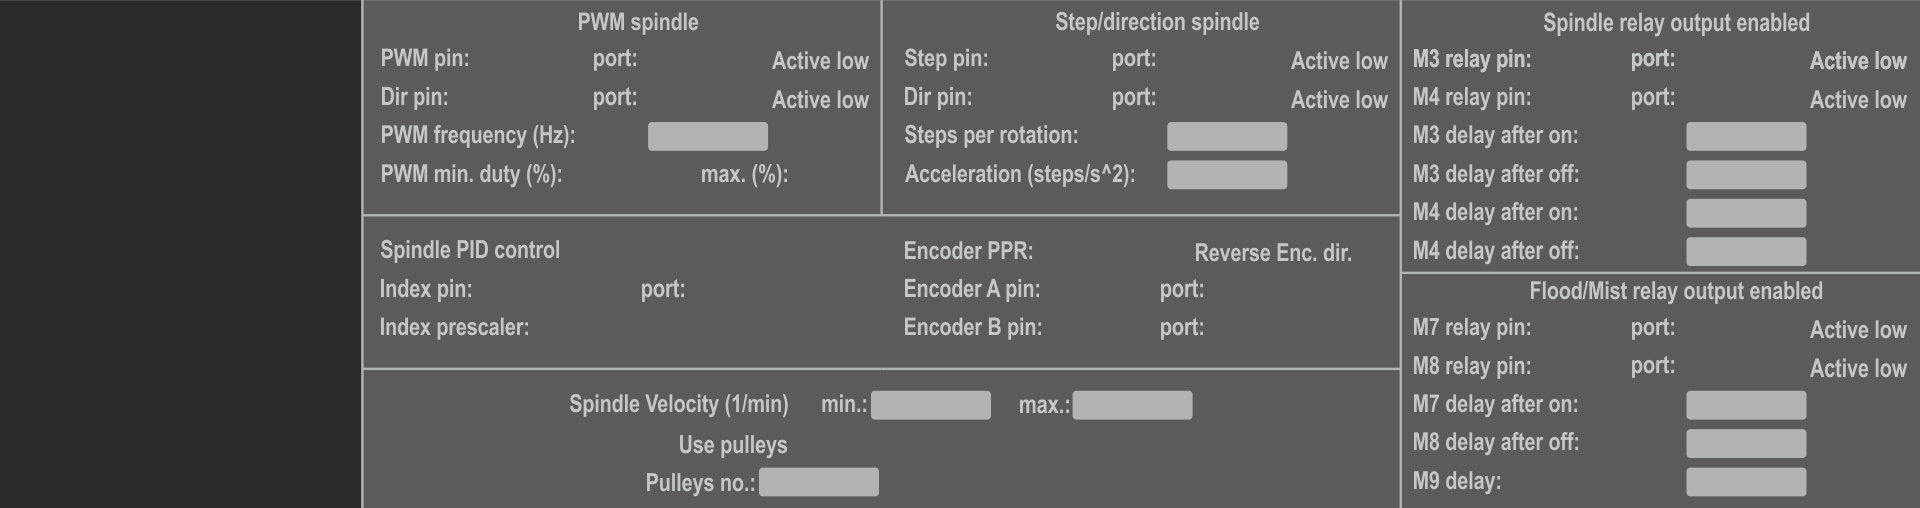 PWM spindle
PWM pin: port: Active low
Dir pin: port: Active low
PWM frequency (Hz):
PWM min. duty (%): max. (%):
Step/direction spindle
Step pin: port: Active low
Dir pin: port: Active low
Steps per rotation:
Acceleration (steps/s^2):
Spindle PID control
Index pin: port:
Index prescaler:
Encoder PPR: Reverse Enc. dir.
Encoder A pin: port:
Encoder B pin: port:
Spindle Velocity (1/min) min.: max.:
Use pulleys
Pulleys no.:
Spindle relay output enabled
M3 relay pin: port: Active low
M4 relay pin: port: Active low
M3 delay after on:
M3 delay after off:
M4 delay after on:
M4 delay after off:
Flood/Mist relay output enabled
M7 relay pin: port: Active low
M8 relay pin: port: Active low
M7 delay after on:
M8 delay after off:
M9 delay: